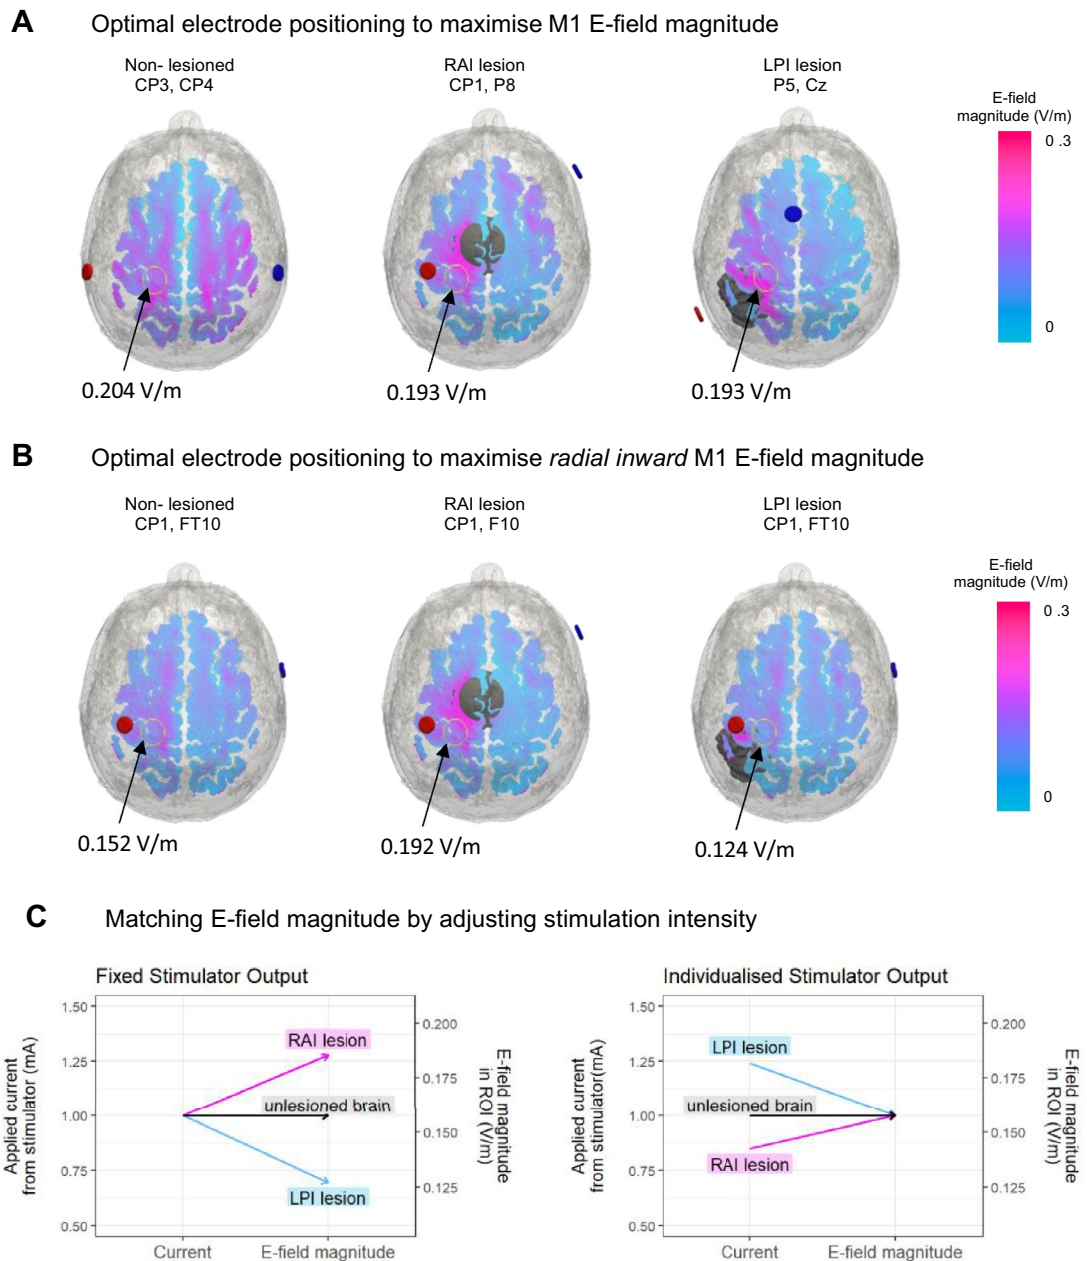 A
Optimal electrode positioning to maximise M1 E-field magnitude
Non- lesioned
CP3, CP4
RAI lesion
CP1, P8
LPI lesion
P5, Cz
E-field
magnitude (V/m)
0 .3
0
0.204 V/m
0.193 V/m
0.193 V/m
B
Optimal electrode positioning to maximise radial inward M1 E-field magnitude
Non- lesioned
CP1, FT10
RAI lesion
CP1, F10
LPI lesion
CP1, FT10
E-field
magnitude (V/m)
0 .3
0
0.152 V/m
0.192 V/m
0.124 V/m
C
Matching E-field magnitude by adjusting stimulation intensity
Fixed Stimulator Output
Applied current
from stimulator (mA)
1.50
1.25
1.00
0.75
0.50
RAI lesion
unlesioned brain
LPI lesion
0.200
0.175
0.150
0.125
E-field magnitude
in ROI (V/m)
Current
E-field magnitude
Individualised Stimulator Output
Applied current
from stimulator(mA)
1.50
1.25
1.00
0.75
0.50
LPI lesion
unlesioned brain
RAI lesion
0.200
0.175
0.150
0.125
E-field magnitude
in ROI (V/m)
Current
E-field magnitude